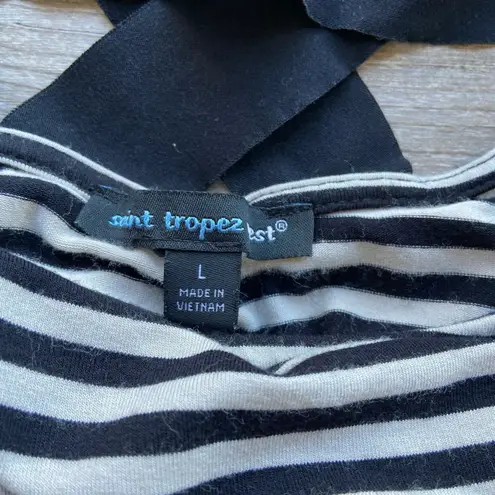 saint tropez
est®
L
MADE IN
VIETNAM